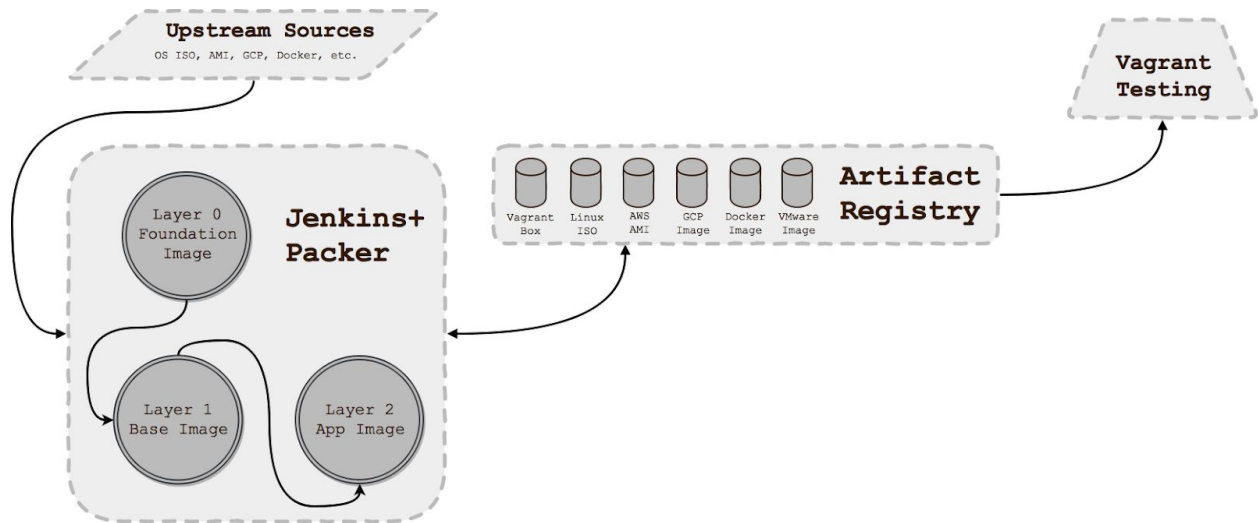 Upstream Sources
OS ISO, AMI, GCP, Docker, etc.
Vagrant
Testing
Layer 0
Foundation
Image
Jenkins+
Packer
Layer 1
Base Image
Layer 2
App Image
Vagrant
Box
Linux
ISO
AWS
AMI
GCP
Image
Docker
Image
VMware
Image
Artifact
Registry